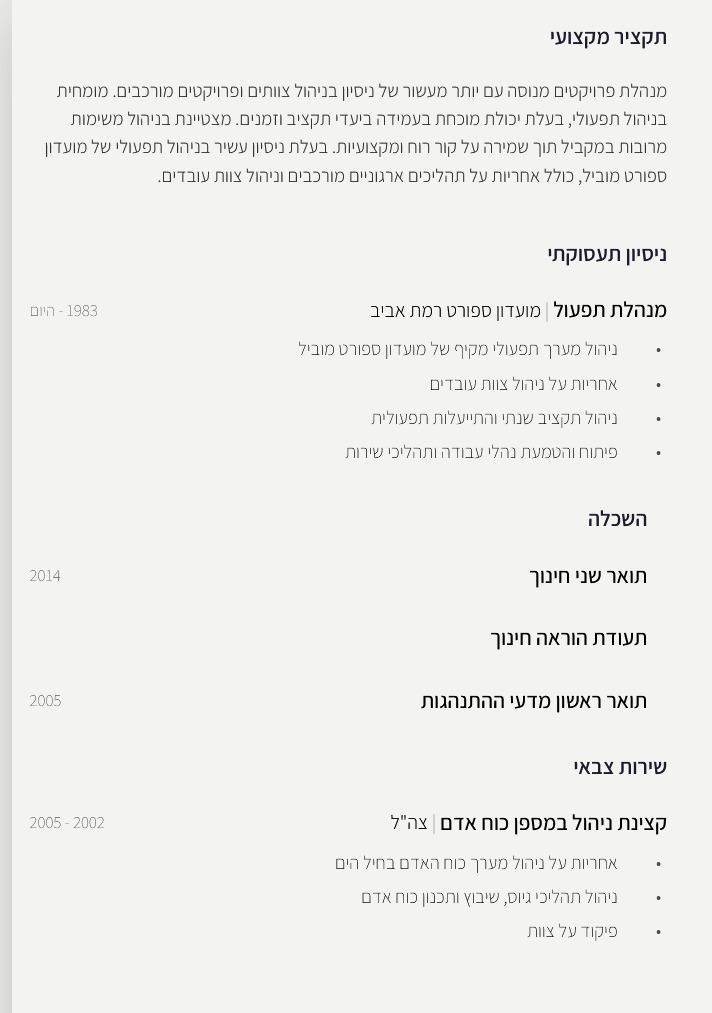 תקציר מקצועי
מנהלת פרויקטים מנוסה עם יותר מעשור של ניסיון בניהול צוותים ופרויקטים מורכבים. מומחית
בניהול תפעולי, בעלת יכולת מוכחת בעמידה ביעדי תקציב וזמנים. מצטיינת בניהול משימות
מרובות במקביל תוך שמירה על קור רוח ומקצועיות. בעלת ניסיון עשיר בניהול תפעולי של מועדון
ספורט מוביל, כולל אחריות על תהליכים ארגוניים מורכבים וניהול צוות עובדים.
ניסיון תעסוקתי
מנהלת תפעול | מועדון ספורט רמת אביב 1983 - היום
• ניהול מערך תפעולי מקיף של מועדון ספורט מוביל
• אחריות על ניהול צוות עובדים
• ניהול תקציב שנתי והתייעלות תפעולית
• פיתוח והטמעת נהלי עבודה ותהליכי שירות
השכלה
תואר שני חינוך 2014
תעודת הוראה חינוך
תואר ראשון מדעי ההתנהגות 2005
שירות צבאי
קצינת ניהול במספן כוח אדם | צה"ל 2002 - 2005
• אחריות על ניהול מערך כוח האדם בחיל הים
• ניהול תהליכי גיוס, שיבוץ ותכנון כוח אדם
• פיקוד על צוות